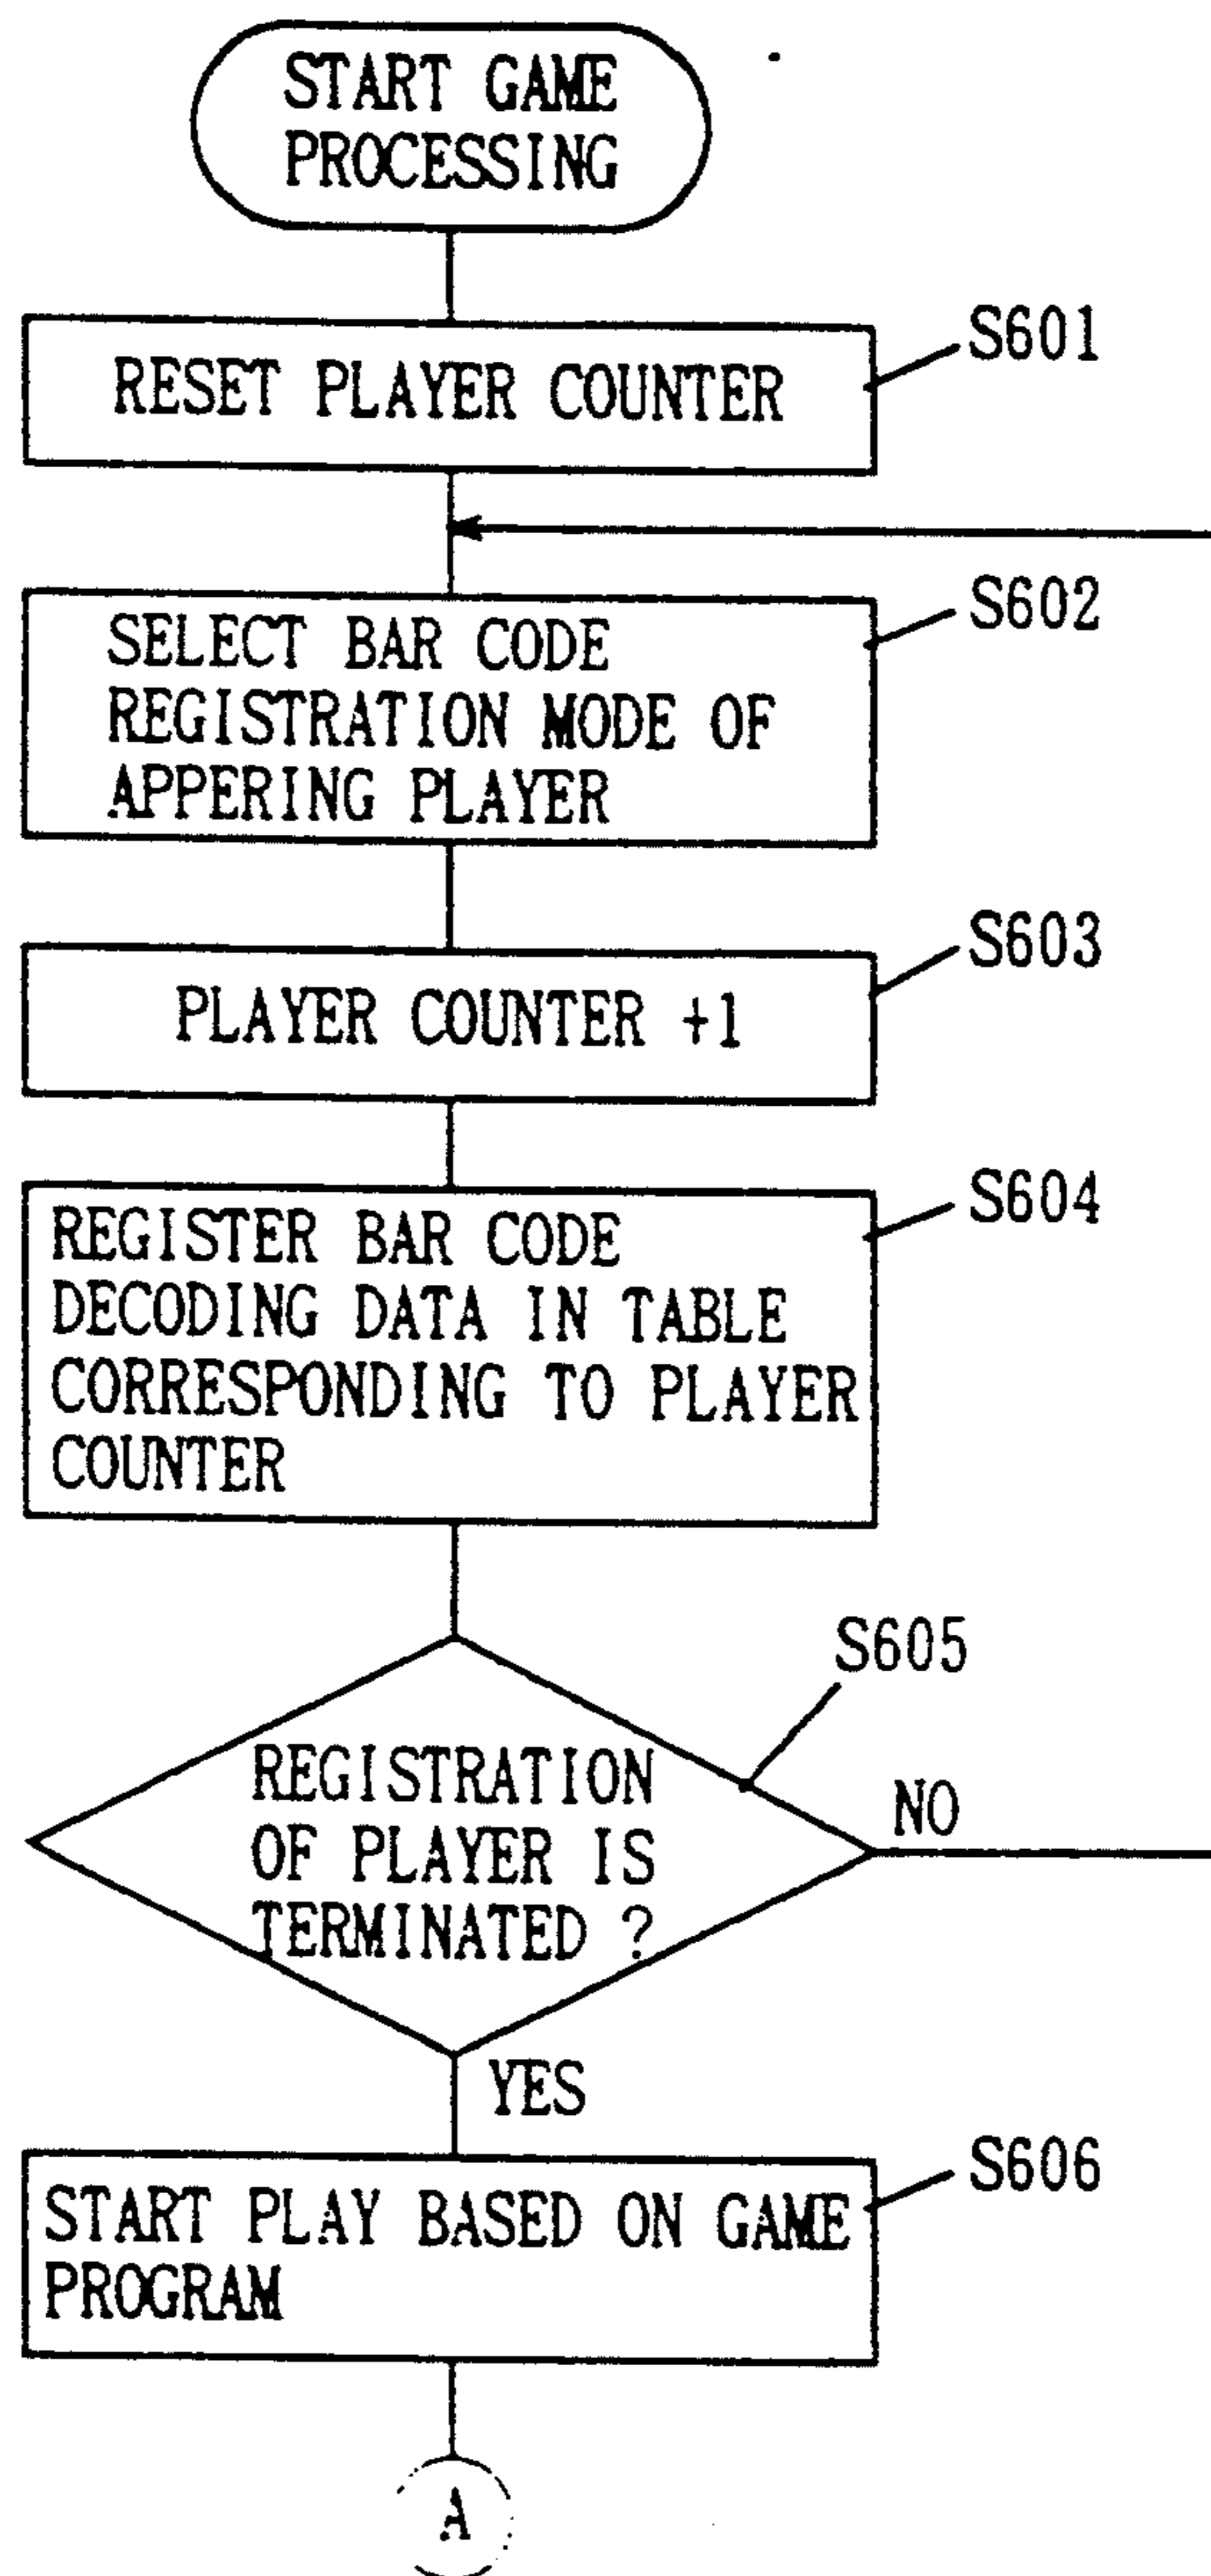 START GAME
PROCESSING
S601
RESET PLAYER COUNTER
S602
SELECT BAR CODE
REGISTRATION MODE OF
APPERING PLAYER
S603
PLAYER COUNTER +1
S604
REGISTER BAR CODE
DECODING DATA IN TABLE
CORRESPONDING TO PLAYER
COUNTER
S605
REGISTRATION
OF PLAYER IS
TERMINATED ?
NO
YES
S606
START PLAY BASED ON GAME
PROGRAM
A